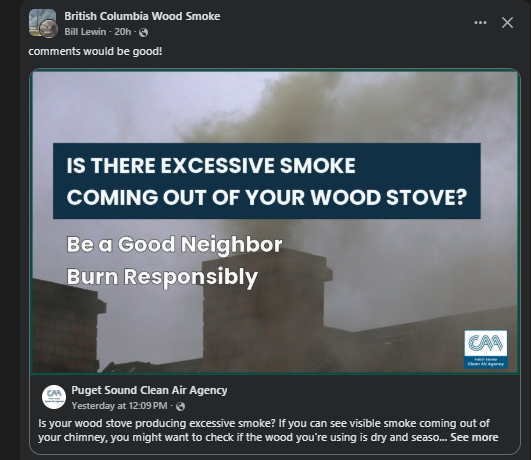 British Columbia Wood Smoke
Bill Lewin · 20h ·
comments would be good!
IS THERE EXCESSIVE SMOKE
COMING OUT OF YOUR WOOD STOVE?
Be a Good Neighbor
Burn Responsibly
CAA
PUGET SOUND
Clean Air Agency
Puget Sound Clean Air Agency
Yesterday at 12:09 PM ·
Is your wood stove producing excessive smoke? If you can see visible smoke coming out of
your chimney, you might want to check if the wood you're using is dry and seaso... See more